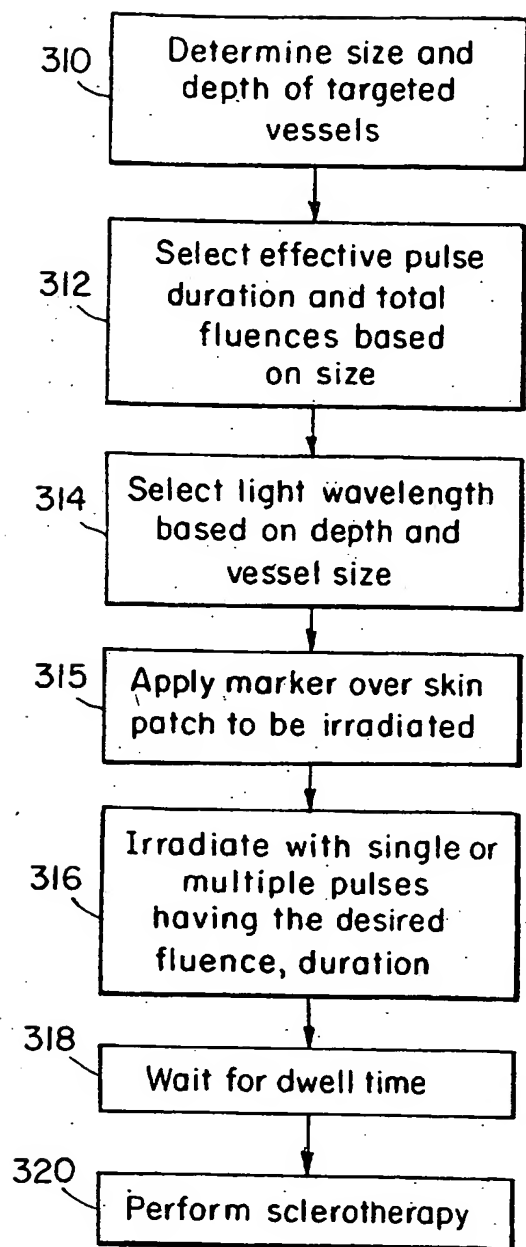 310
Determine size and
depth of targeted
vessels
312
Select effective pulse
duration and total
fluences based
on size
314
Select light wavelength
based on depth and
vessel size
315
Apply marker over skin
patch to be irradiated
316
Irradiate with single or
multiple pulses
having the desired
fluence, duration
318
Wait for dwell time
320
Perform sclerotherapy